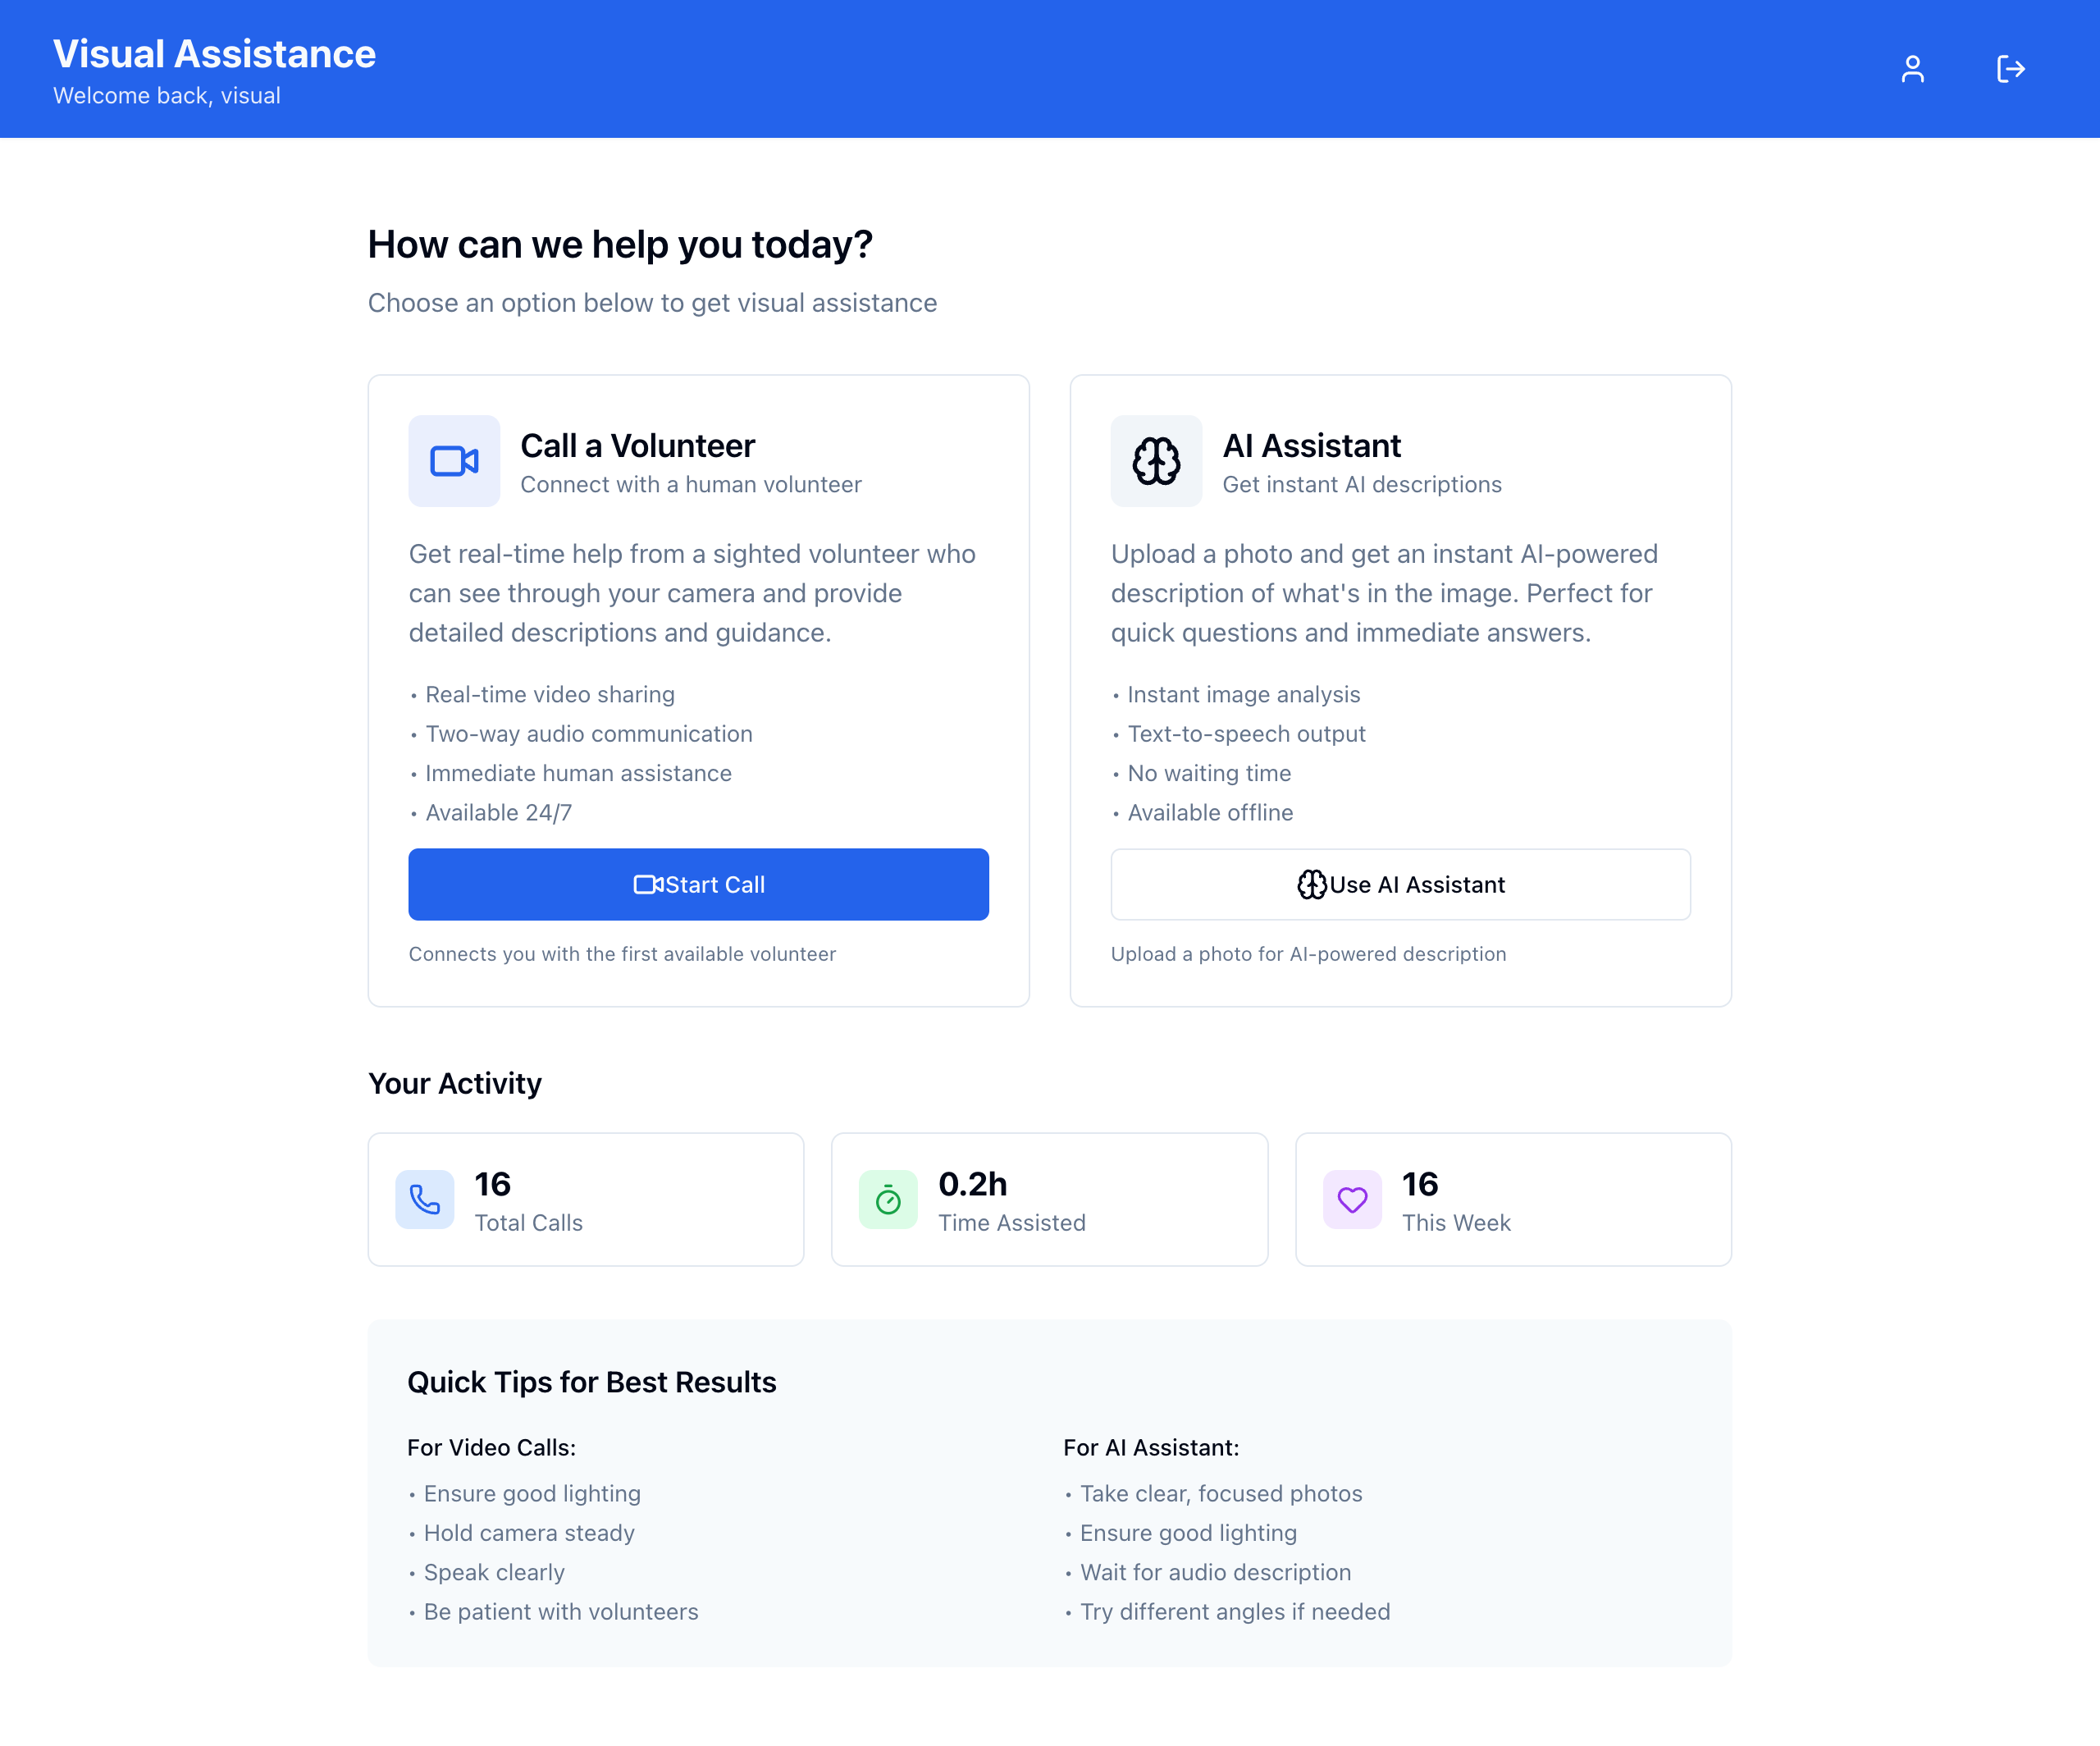 Visual Assistance
Welcome back, visual
How can we help you today?
Choose an option below to get visual assistance
Call a Volunteer
Connect with a human volunteer
Get real-time help from a sighted volunteer who
can see through your camera and provide
detailed descriptions and guidance.
• Real-time video sharing
• Two-way audio communication
• Immediate human assistance
• Available 24/7
Start Call
Connects you with the first available volunteer
AI Assistant
Get instant AI descriptions
Upload a photo and get an instant AI-powered
description of what's in the image. Perfect for
quick questions and immediate answers.
• Instant image analysis
• Text-to-speech output
• No waiting time
• Available offline
Use AI Assistant
Upload a photo for AI-powered description
Your Activity
16
Total Calls
0.2h
Time Assisted
16
This Week
Quick Tips for Best Results
For Video Calls:
• Ensure good lighting
• Hold camera steady
• Speak clearly
• Be patient with volunteers
For AI Assistant:
• Take clear, focused photos
• Ensure good lighting
• Wait for audio description
• Try different angles if needed